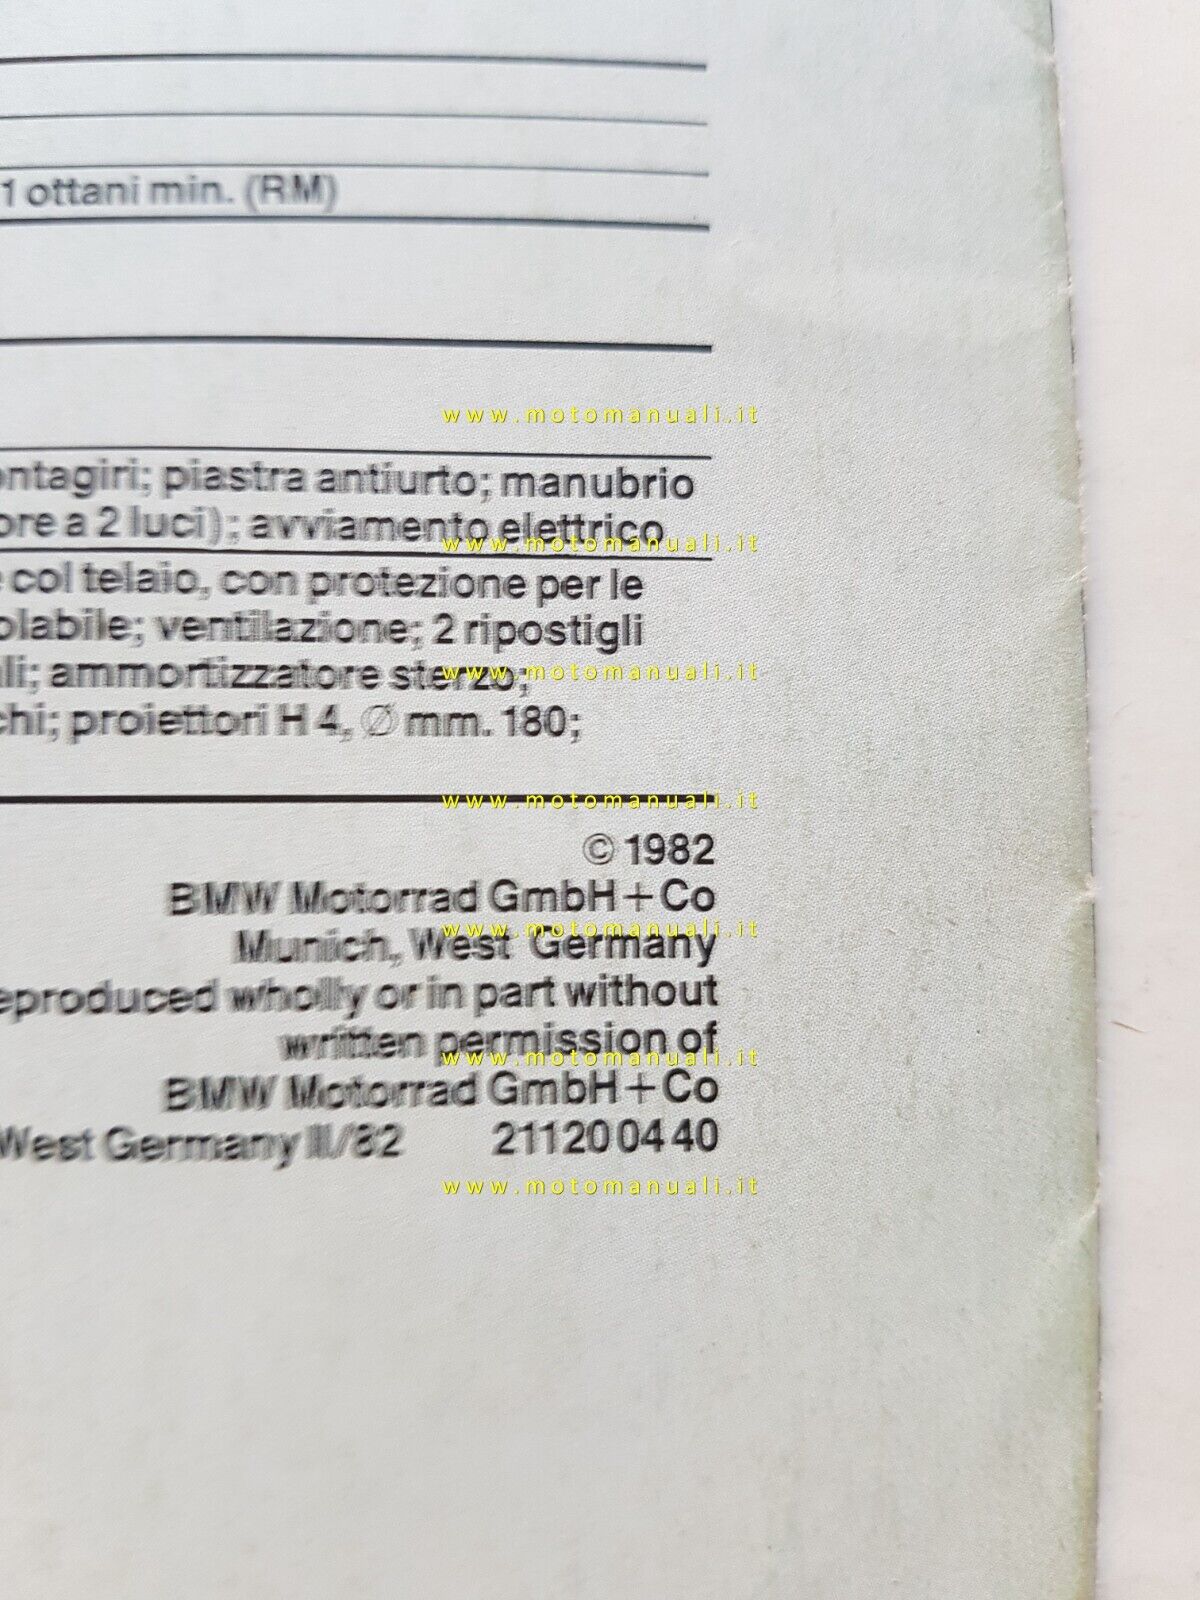 1 ottani min. (RM)
www.motomanuali.it
ontagiri; piastra antiurto; manubrio
ore a 2 luci); avviamento elettrico
www.motomanuali.it
e col telaio, con protezione per le
olabile; ventilazione; 2 ripostigli
li; ammortizzatore sterzo;
www.motomanuali.it
chi; proiettori H 4, Ø mm. 180;
www.motomanuali.it
© 1982
BMW Motorrad GmbH + Co
www.motomanuali.it
Munich, West Germany
eproduced wholly or in part without
written permission of
www.motomanuali.it
BMW Motorrad GmbH + Co
West Germany II/82 211200440
www.motomanuali.it